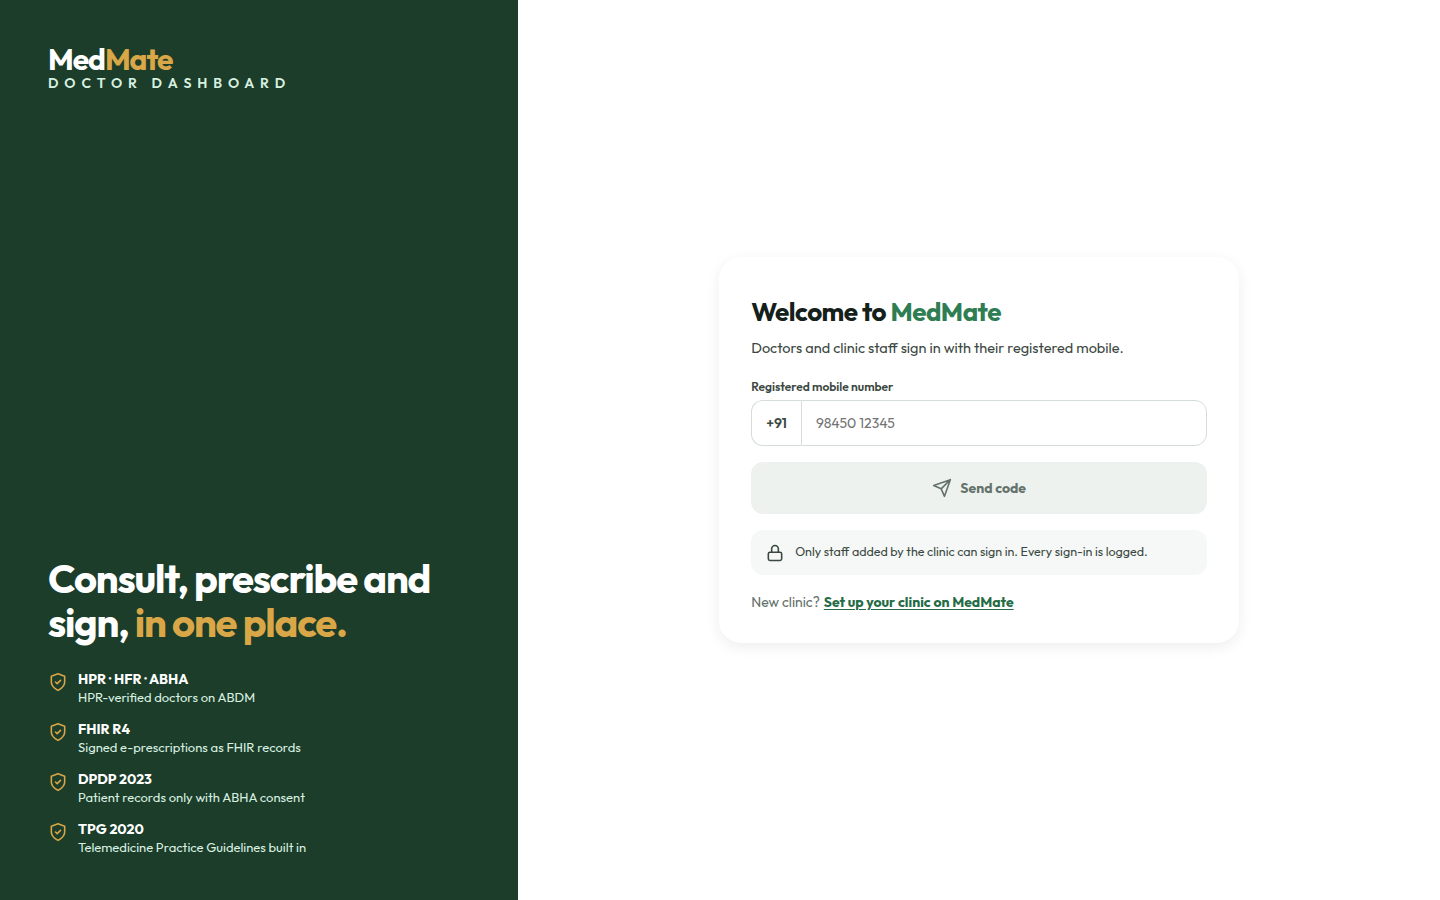 MedMate
DOCTOR DASHBOARD
Consult, prescribe and
sign, in one place.
HPR · HFR · ABHA
HPR-verified doctors on ABDM
FHIR R4
Signed e-prescriptions as FHIR records
DPDP 2023
Patient records only with ABHA consent
TPG 2020
Telemedicine Practice Guidelines built in
Welcome to MedMate
Doctors and clinic staff sign in with their registered mobile.
Registered mobile number
+91 98450 12345
Send code
Only staff added by the clinic can sign in. Every sign-in is logged.
New clinic? Set up your clinic on MedMate